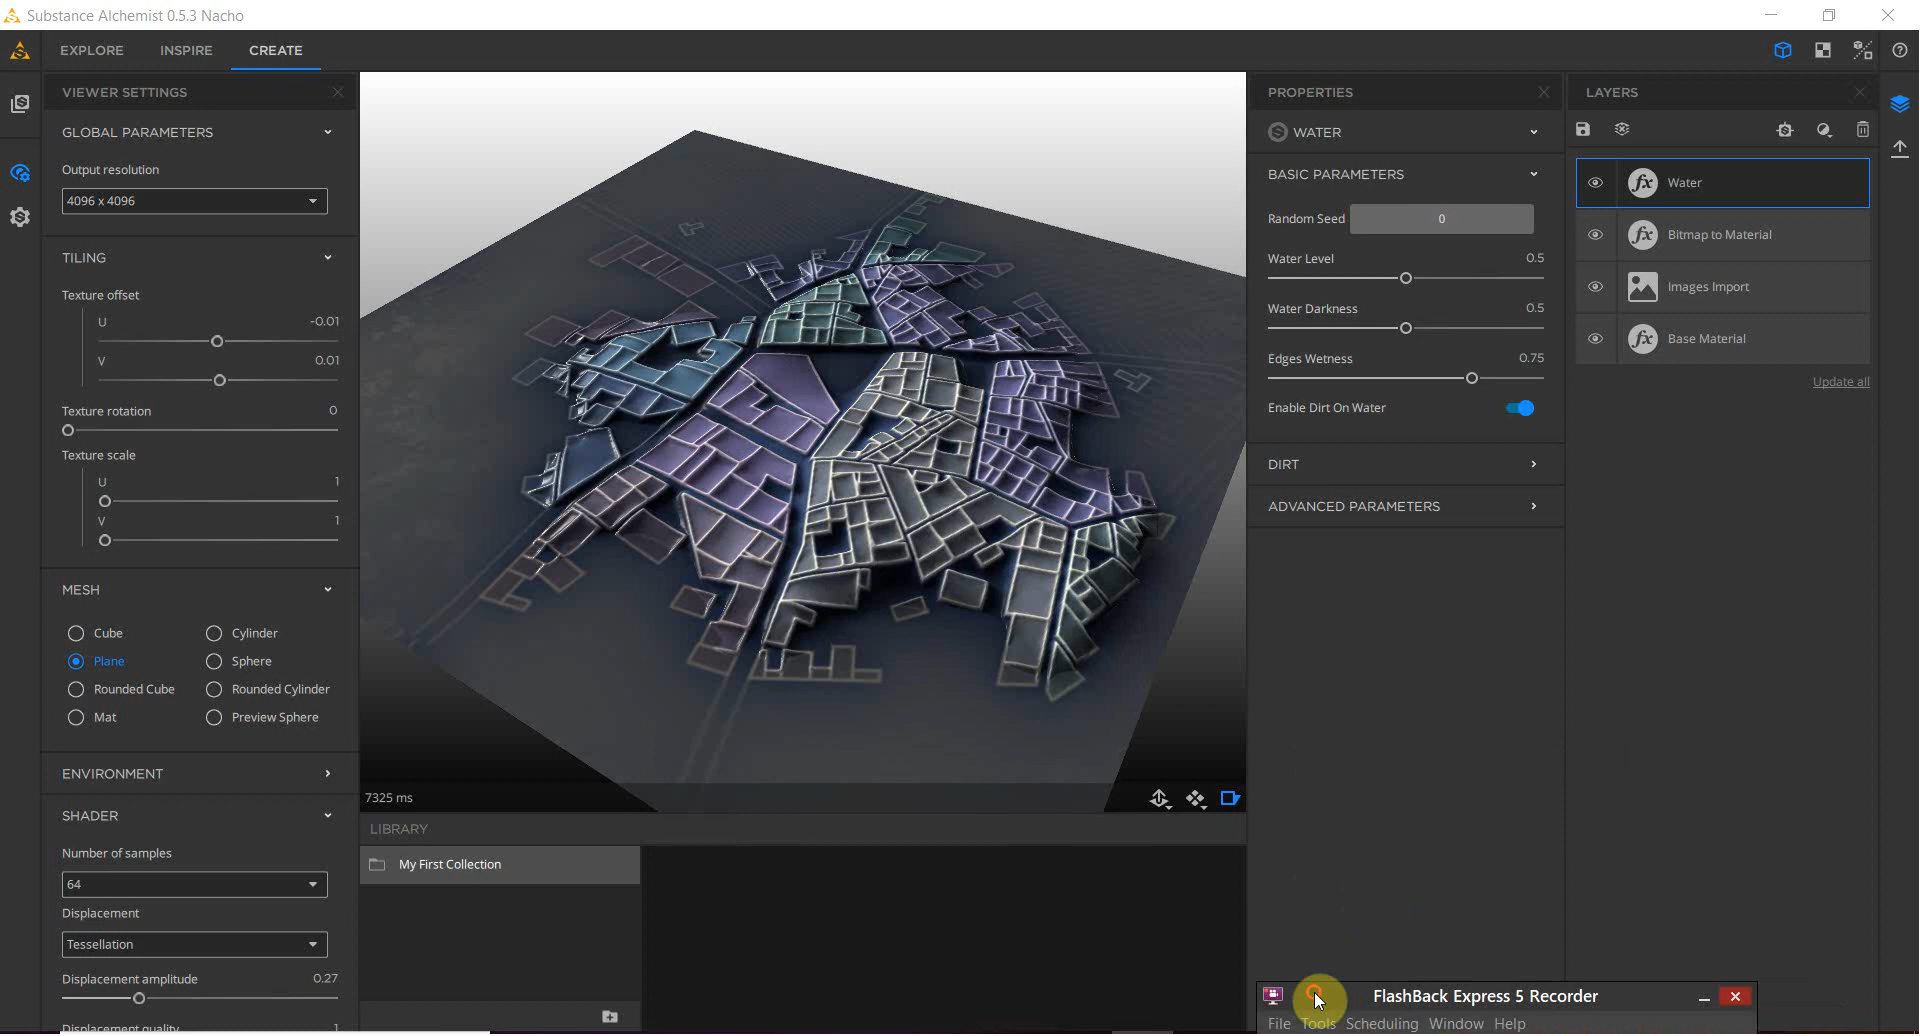 Substance Alchemist 0.5.3 Nacho
EXPLORE INSPIRE CREATE
VIEWER SETTINGS
GLOBAL PARAMETERS
Output resolution
4096 x 4096
TILING
Texture offset
U -0.01
V 0.01
Texture rotation 0
Texture scale
U 1
V 1
MESH
Cube Cylinder
Plane Sphere
Rounded Cube Rounded Cylinder
Mat Preview Sphere
ENVIRONMENT
SHADER
Number of samples
64
Displacement
Tessellation
Displacement amplitude 0.27
Displacement quality 1
7325 ms
LIBRARY
My First Collection
PROPERTIES
WATER
BASIC PARAMETERS
Random Seed 0
Water Level 0.5
Water Darkness 0.5
Edges Wetness 0.75
Enable Dirt On Water
DIRT
ADVANCED PARAMETERS
LAYERS
fx Water
fx Bitmap to Material
Images Import
fx Base Material
Update all
FlashBack Express 5 Recorder
File Tools Scheduling Window Help